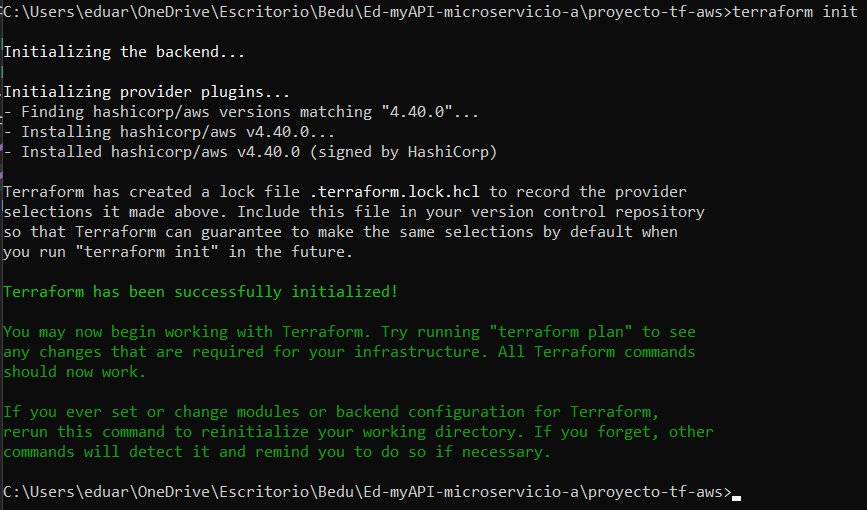 C:\Users\eduar\OneDrive\Escritorio\Bedu\Ed-myAPI-microservicio-a\proyecto-tf-aws>terraform init
Initializing the backend...
Initializing provider plugins...
- Finding hashicorp/aws versions matching "4.40.0"...
- Installing hashicorp/aws v4.40.0...
- Installed hashicorp/aws v4.40.0 (signed by HashiCorp)
Terraform has created a lock file .terraform.lock.hcl to record the provider
selections it made above. Include this file in your version control repository
so that Terraform can guarantee to make the same selections by default when
you run "terraform init" in the future.
Terraform has been successfully initialized!
You may now begin working with Terraform. Try running "terraform plan" to see
any changes that are required for your infrastructure. All Terraform commands
should now work.
If you ever set or change modules or backend configuration for Terraform,
rerun this command to reinitialize your working directory. If you forget, other
commands will detect it and remind you to do so if necessary.
C:\Users\eduar\OneDrive\Escritorio\Bedu\Ed-myAPI-microservicio-a\proyecto-tf-aws>